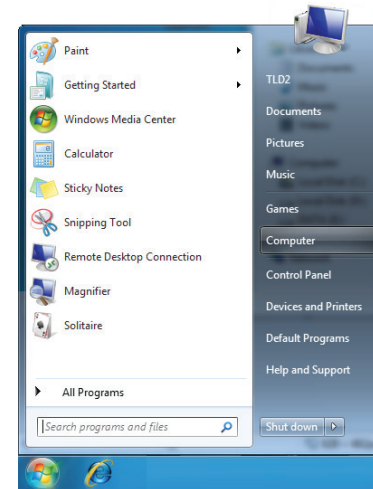 Paint
Getting Started
Windows Media Center
Calculator
Sticky Notes
Snipping Tool
Remote Desktop Connection
Magnifier
Solitaire
All Programs
Search programs and files
TLD2
Documents
Pictures
Music
Games
Computer
Control Panel
Devices and Printers
Default Programs
Help and Support
Shut down